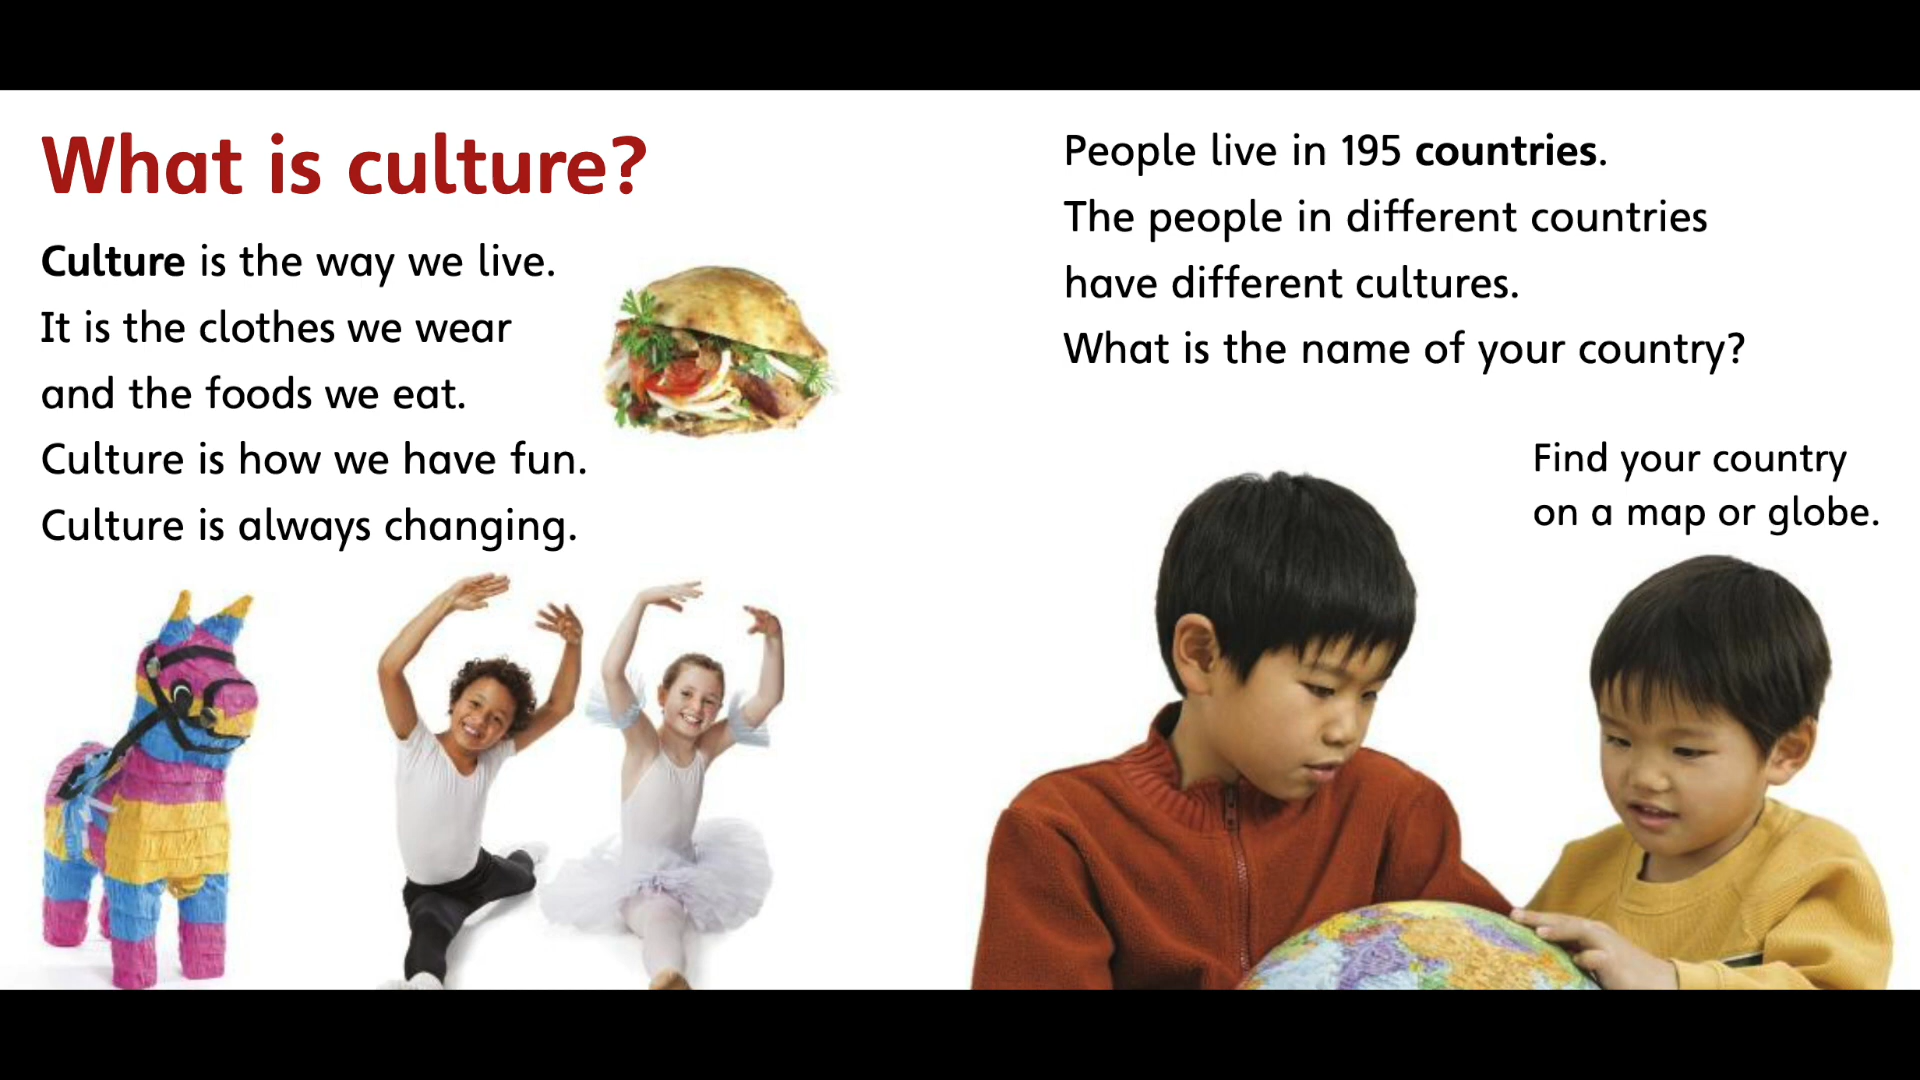 What is culture?
Culture is the way we live.
It is the clothes we wear
and the foods we eat.
Culture is how we have fun.
Culture is always changing.
People live in 195 countries.
The people in different countries
have different cultures.
What is the name of your country?
Find your country
on a map or globe.